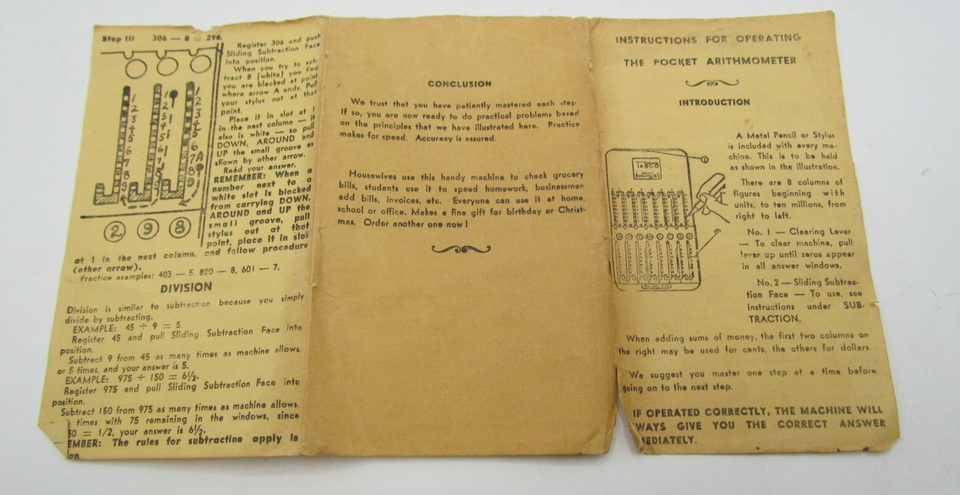 Step III 306 — 8 = 298.
Register 306 and push
Sliding Subtraction Face
into position.
When you try to sub-
tract 8 (white) you find
you are blocked at point
where arrow A ends. Pull
your stylus out at that
point.
Place it in slot at 1
in the next column — it
also is white — so pull
DOWN, AROUND and
UP the small groove as
shown by other arrow.
Read your answer.
REMEMBER: When a
number next to a
white slot is blocked
from carrying DOWN,
AROUND and UP the
small groove, pull
stylus out at that
point, place it in slot
at 1 in the next column, and follow procedure
(other arrow).
Practice examples: 403 — 5, 800 — 8, 601 — 7.
2 9 8
DIVISION
Division is similar to subtraction because you simply
divide by subtracting.
EXAMPLE: 45 ÷ 9 = 5.
Register 45 and pull Sliding Subtraction Face into
position.
Subtract 9 from 45 as many times as machine allows
or 5 times, and your answer is 5.
EXAMPLE: 975 ÷ 150 = 6½.
Register 975 and pull Sliding Subtraction Face into
position.
Subtract 150 from 975 as many times as machine allows
times with 75 remaining in the windows, since
50 = 1/2, your answer is 6½.
EMBER: The rules for subtraction apply in
on.
CONCLUSION
We trust that you have patiently mastered each step
If so, you are now ready to do practical problems based
on the principles that we have illustrated here. Practice
makes for speed. Accuracy is assured.
Housewives use this handy machine to check grocery
bills, students use it to speed homework, businessmen
add bills, invoices, etc. Everyone can use it at home,
school or office. Makes a fine gift for birthday or Christ-
mas. Order another one now!
INSTRUCTIONS FOR OPERATING
THE POCKET ARITHMOMETER
INTRODUCTION
A Metal Pencil or Stylus
is included with every ma-
chine. This is to be held
as shown in the illustration.
There are 8 columns of
figures beginning with
units, to ten millions, from
right to left.
No. 1 — Clearing Lever
— To clear machine, pull
lever up until zeros appear
in all answer windows.
No. 2 — Sliding Subtrac-
tion Face — To use, see
instructions under SUB-
TRACTION.
When adding sums of money, the first two columns on
the right may be used for cents, the others for dollars.
We suggest you master one step at a time before
going on to the next step.
IF OPERATED CORRECTLY, THE MACHINE WILL
WAYS GIVE YOU THE CORRECT ANSWER
EDIATELY.